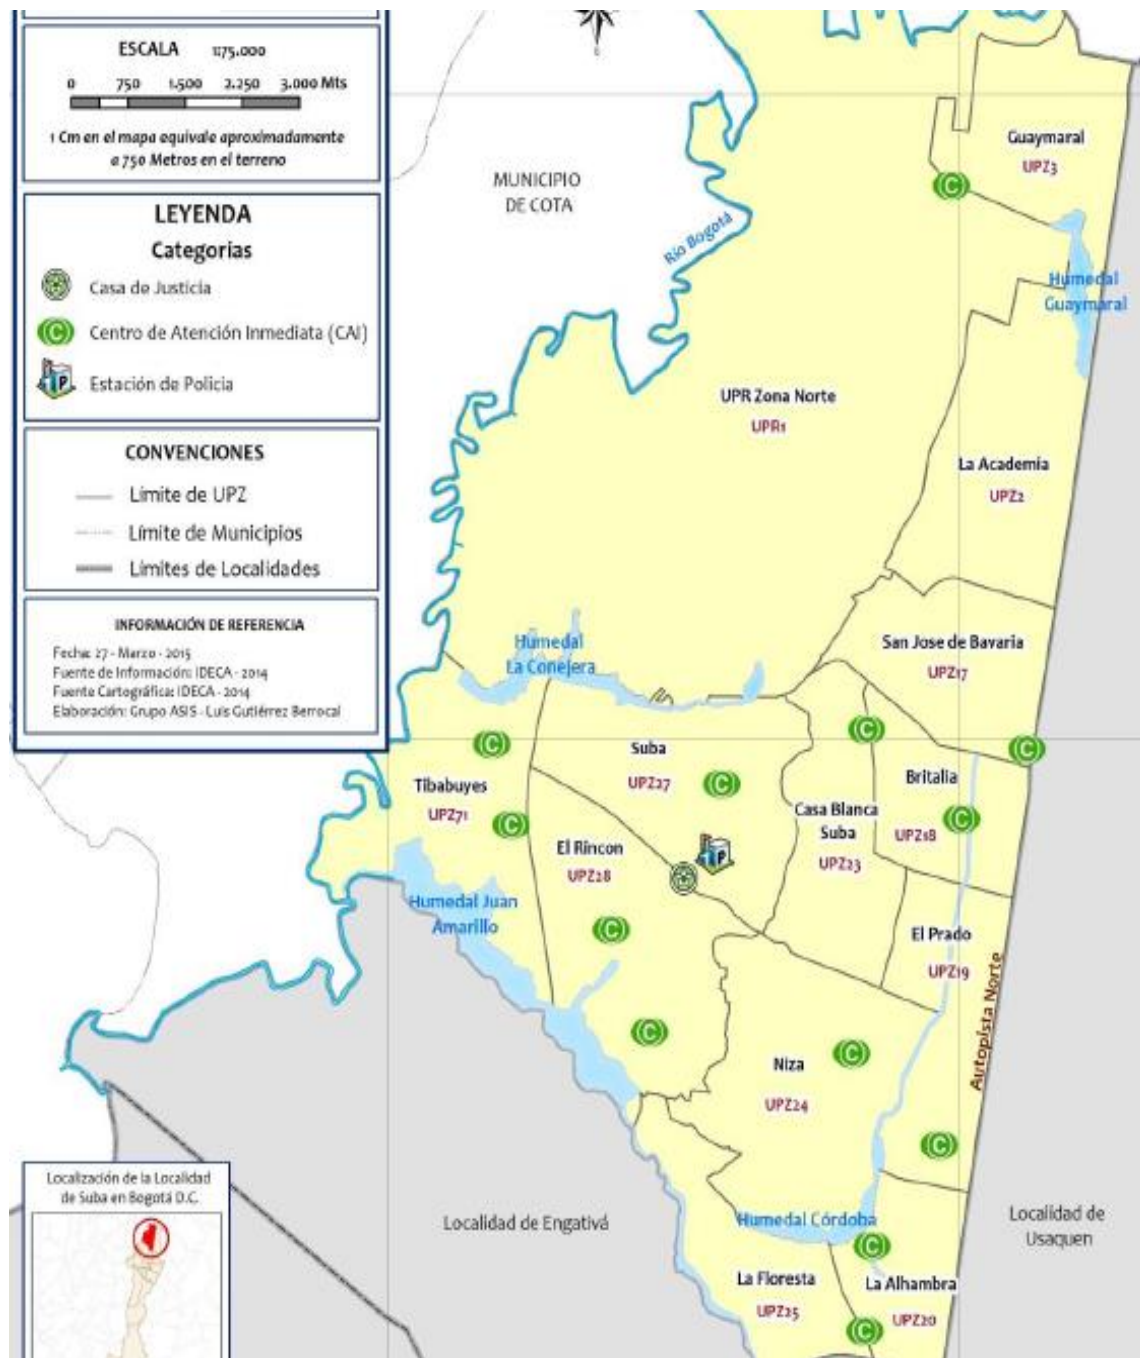 ESCALA 1:75.000
0 750 1.500 2.250 3.000 Mts
1 Cm en el mapa equivale aproximadamente
a 750 Metros en el terreno
LEYENDA
Categorías
Casa de Justicia
Centro de Atención Inmediata (CAI)
Estación de Policia
CONVENCIONES
Límite de UPZ
Límite de Municipios
Límites de Localidades
INFORMACIÓN DE REFERENCIA
Fecha: 27 - Marzo - 2015
Fuente de Información: IDECA - 2014
Fuente Cartográfica: IDECA - 2014
Elaboración: Grupo ASIS - Luis Gutiérrez Berrocal
MUNICIPIO
DE COTA
Río Bogotá
Guaymaral
UPZ3
Humedal
Guaymaral
UPR Zona Norte
UPR1
La Academia
UPZ2
San Jose de Bavaria
UPZ17
Humedal
La Conejera
Suba
UPZ27
Tibabuyes
UPZ71
Britalia
UPZ18
Casa Blanca
Suba
UPZ23
El Rincon
UPZ28
P
Humedal Juan
Amarillo
El Prado
UPZ19
Autopista Norte
Niza
UPZ24
C
C
C
C
C
C
C
C
C
C
C
C
C
C
Localización de la Localidad
de Suba en Bogotá D.C.
Localidad de Engativá
Humedal Córdoba
Localidad de
Usaquen
La Floresta
UPZ25
La Alhambra
UPZ20